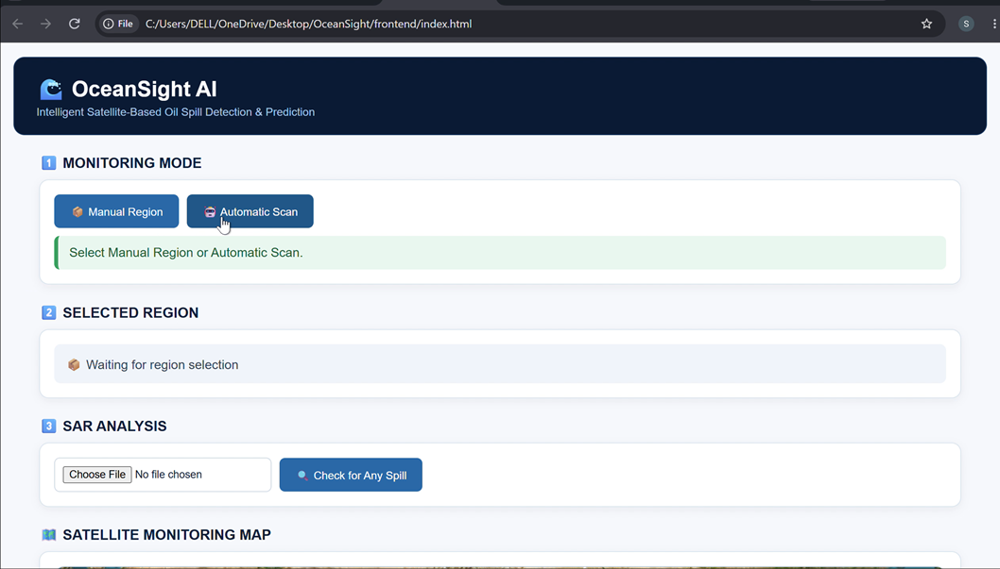 File C:/Users/DELL/OneDrive/Desktop/OceanSight/frontend/index.html S
OceanSight AI
Intelligent Satellite-Based Oil Spill Detection & Prediction
1 MONITORING MODE
Manual Region Automatic Scan
Select Manual Region or Automatic Scan.
2 SELECTED REGION
Waiting for region selection
3 SAR ANALYSIS
Choose File No file chosen Check for Any Spill
SATELLITE MONITORING MAP